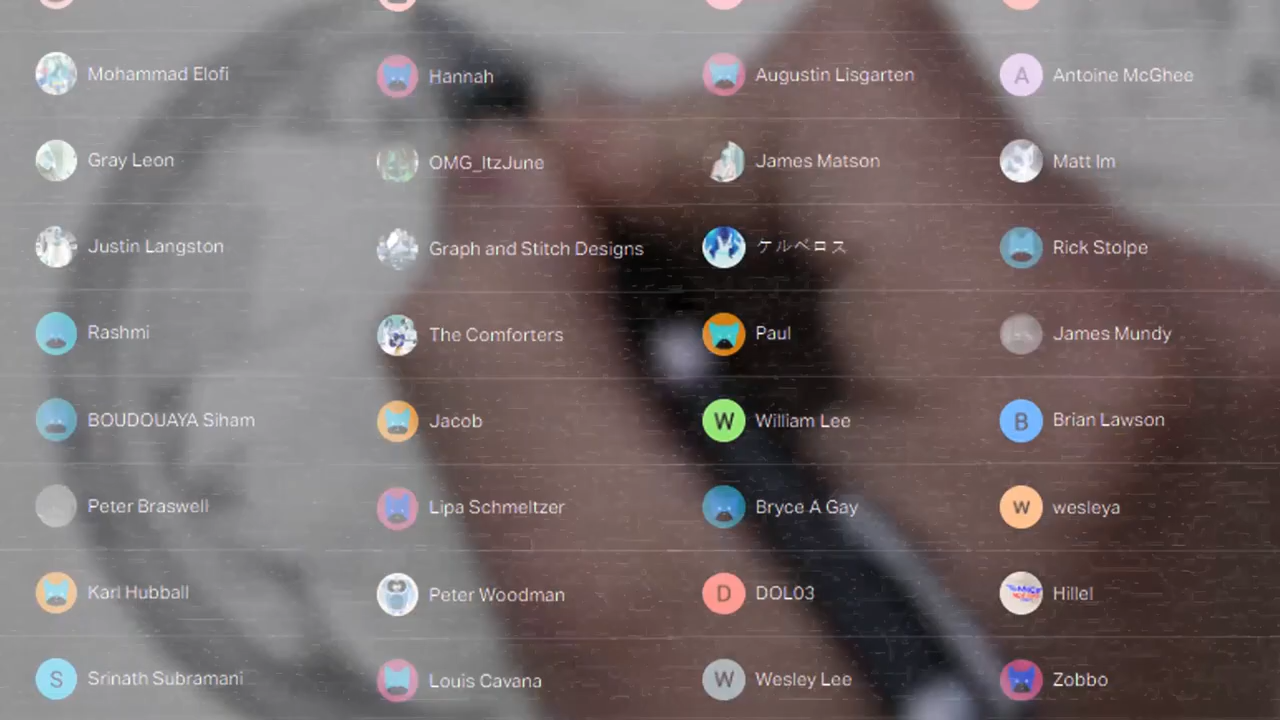 Mohammad Elofi
Hannah
Augustin Lisgarten
A
Antoine McGhee
Gray Leon
OMG_ItzJune
James Matson
Matt Im
Justin Langston
Graph and Stitch Designs
ケルベロス
Rick Stolpe
Rashmi
The Comforters
Paul
James Mundy
BOUDOUAYA Siham
Jacob
W
William Lee
B
Brian Lawson
Peter Braswell
Lipa Schmeltzer
Bryce A Gay
w
wesleya
Karl Hubball
Peter Woodman
D
DOL03
Hillel
S
Srinath Subramani
Louis Cavana
W
Wesley Lee
Zobbo